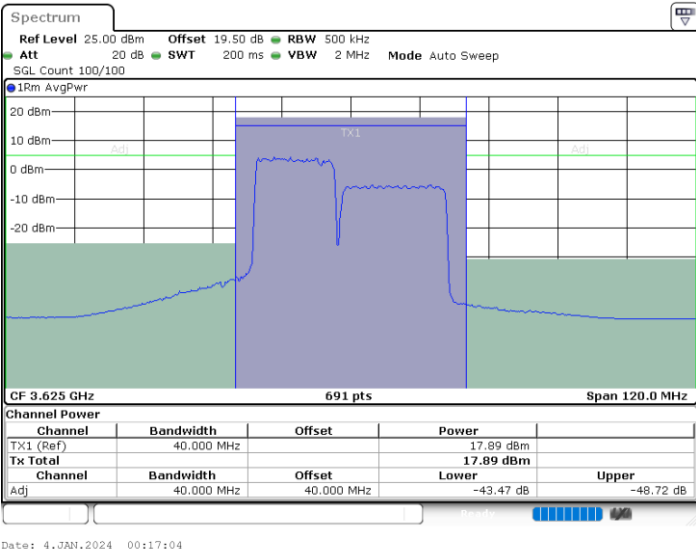 Spectrum
Ref Level 25.00 dBm Offset 19.50 dB RBW 500 kHz
Att 20 dB SWT 200 ms VBW 2 MHz Mode Auto Sweep
SGL Count 100/100
1Rm AvgPwr
20 dBm
TX1
10 dBm
Adj Adj
0 dBm
-10 dBm
-20 dBm
CF 3.625 GHz 691 pts Span 120.0 MHz
Channel Power
Channel Bandwidth Offset Power
TX1 (Ref) 40.000 MHz 17.89 dBm
Tx Total 17.89 dBm
Channel Bandwidth Offset Lower Upper
Adj 40.000 MHz 40.000 MHz -43.47 dB -48.72 dB
Ready
Date: 4.JAN.2024 00:17:04